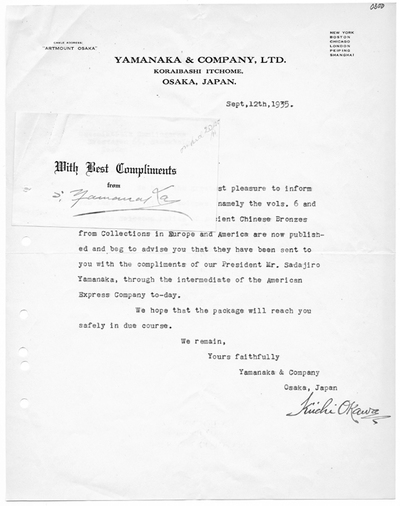 0800
CABLE ADDRESS:
"ARTMOUNT OSAKA"
NEW YORK
BOSTON
CHICAGO
LONDON
PEIPING
SHANGHAI
YAMANAKA & COMPANY, LTD.
KORAIBASHI ITCHOME,
OSAKA, JAPAN.
Sept,12th,1935.
With Best Compliments
from
S. Yamanaka
st pleasure to inform
namely the vols. 6 and
ient Chinese Bronzes
from Collections in Europe and America are now publish-
ed and beg to advise you that they have been sent to
you with the compliments of our President Mr. Sadajiro
Yamanaka, through the intermediate of the American
Express Company to-day.
We hope that the package will reach you
safely in due course.
We remain,
Yours faithfully
Yamanaka & Company
Osaka, Japan
Kiichi Okawa